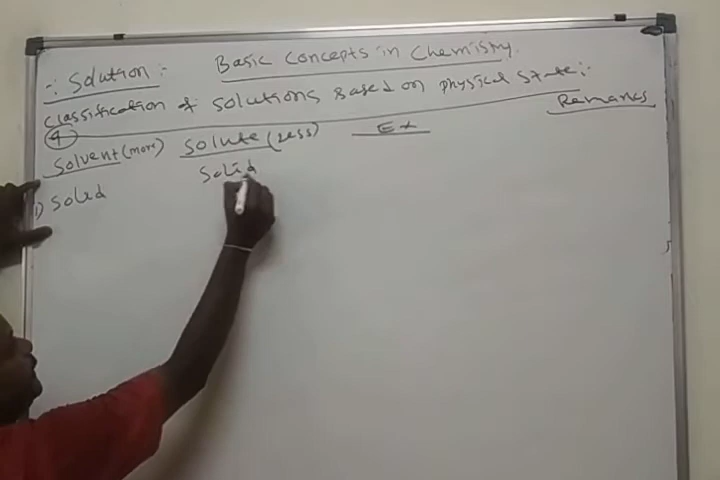 Basic Concepts in Chemistry.
:- Solution :-
Classification of Solutions Based on physical State:-
Remarks
9
Solvent (more) Solute (less) Ex
1) Solid Solid